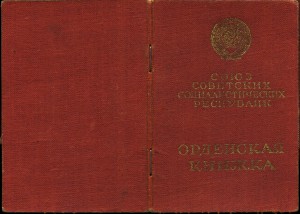 СОЮЗ
СОВЕТСКИХ
СОЦИАЛИСТИЧЕСКИХ
РЕСПУБЛИК
ОРДЕНСКАЯ
КНИЖКА